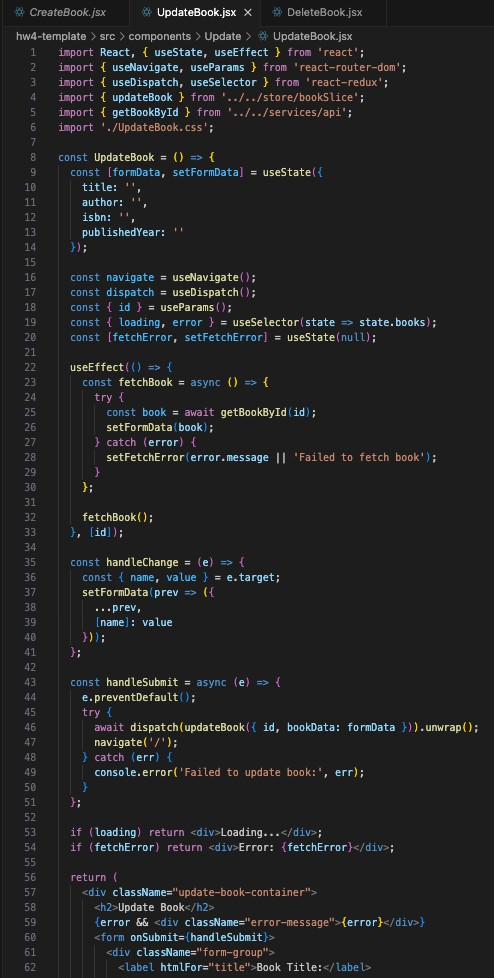 CreateBook.jsx UpdateBook.jsx DeleteBook.jsx
hw4-template > src > components > Update > UpdateBook.jsx
1 import React, { useState, useEffect } from 'react';
2 import { useNavigate, useParams } from 'react-router-dom';
3 import { useDispatch, useSelector } from 'react-redux';
4 import { updateBook } from '../../store/bookSlice';
5 import { getBookById } from '../../services/api';
6 import './UpdateBook.css';
7
8 const UpdateBook = () => {
9   const [formData, setFormData] = useState({
10     title: '',
11     author: '',
12     isbn: '',
13     publishedYear: ''
14   });
15
16   const navigate = useNavigate();
17   const dispatch = useDispatch();
18   const { id } = useParams();
19   const { loading, error } = useSelector(state => state.books);
20   const [fetchError, setFetchError] = useState(null);
21
22   useEffect(() => {
23     const fetchBook = async () => {
24       try {
25         const book = await getBookById(id);
26         setFormData(book);
27       } catch (error) {
28         setFetchError(error.message || 'Failed to fetch book');
29       }
30     };
31
32     fetchBook();
33   }, [id]);
34
35   const handleChange = (e) => {
36     const { name, value } = e.target;
37     setFormData(prev => ({
38       ...prev,
39       [name]: value
40     }));
41   };
42
43   const handleSubmit = async (e) => {
44     e.preventDefault();
45     try {
46       await dispatch(updateBook({ id, bookData: formData })).unwrap();
47       navigate('/');
48     } catch (err) {
49       console.error('Failed to update book:', err);
50     }
51   };
52
53   if (loading) return <div>Loading...</div>;
54   if (fetchError) return <div>Error: {fetchError}</div>;
55
56   return (
57     <div className="update-book-container">
58       <h2>Update Book</h2>
59       {error && <div className="error-message">{error}</div>}
60       <form onSubmit={handleSubmit}>
61         <div className="form-group">
62           <label htmlFor="title">Book Title:</label>